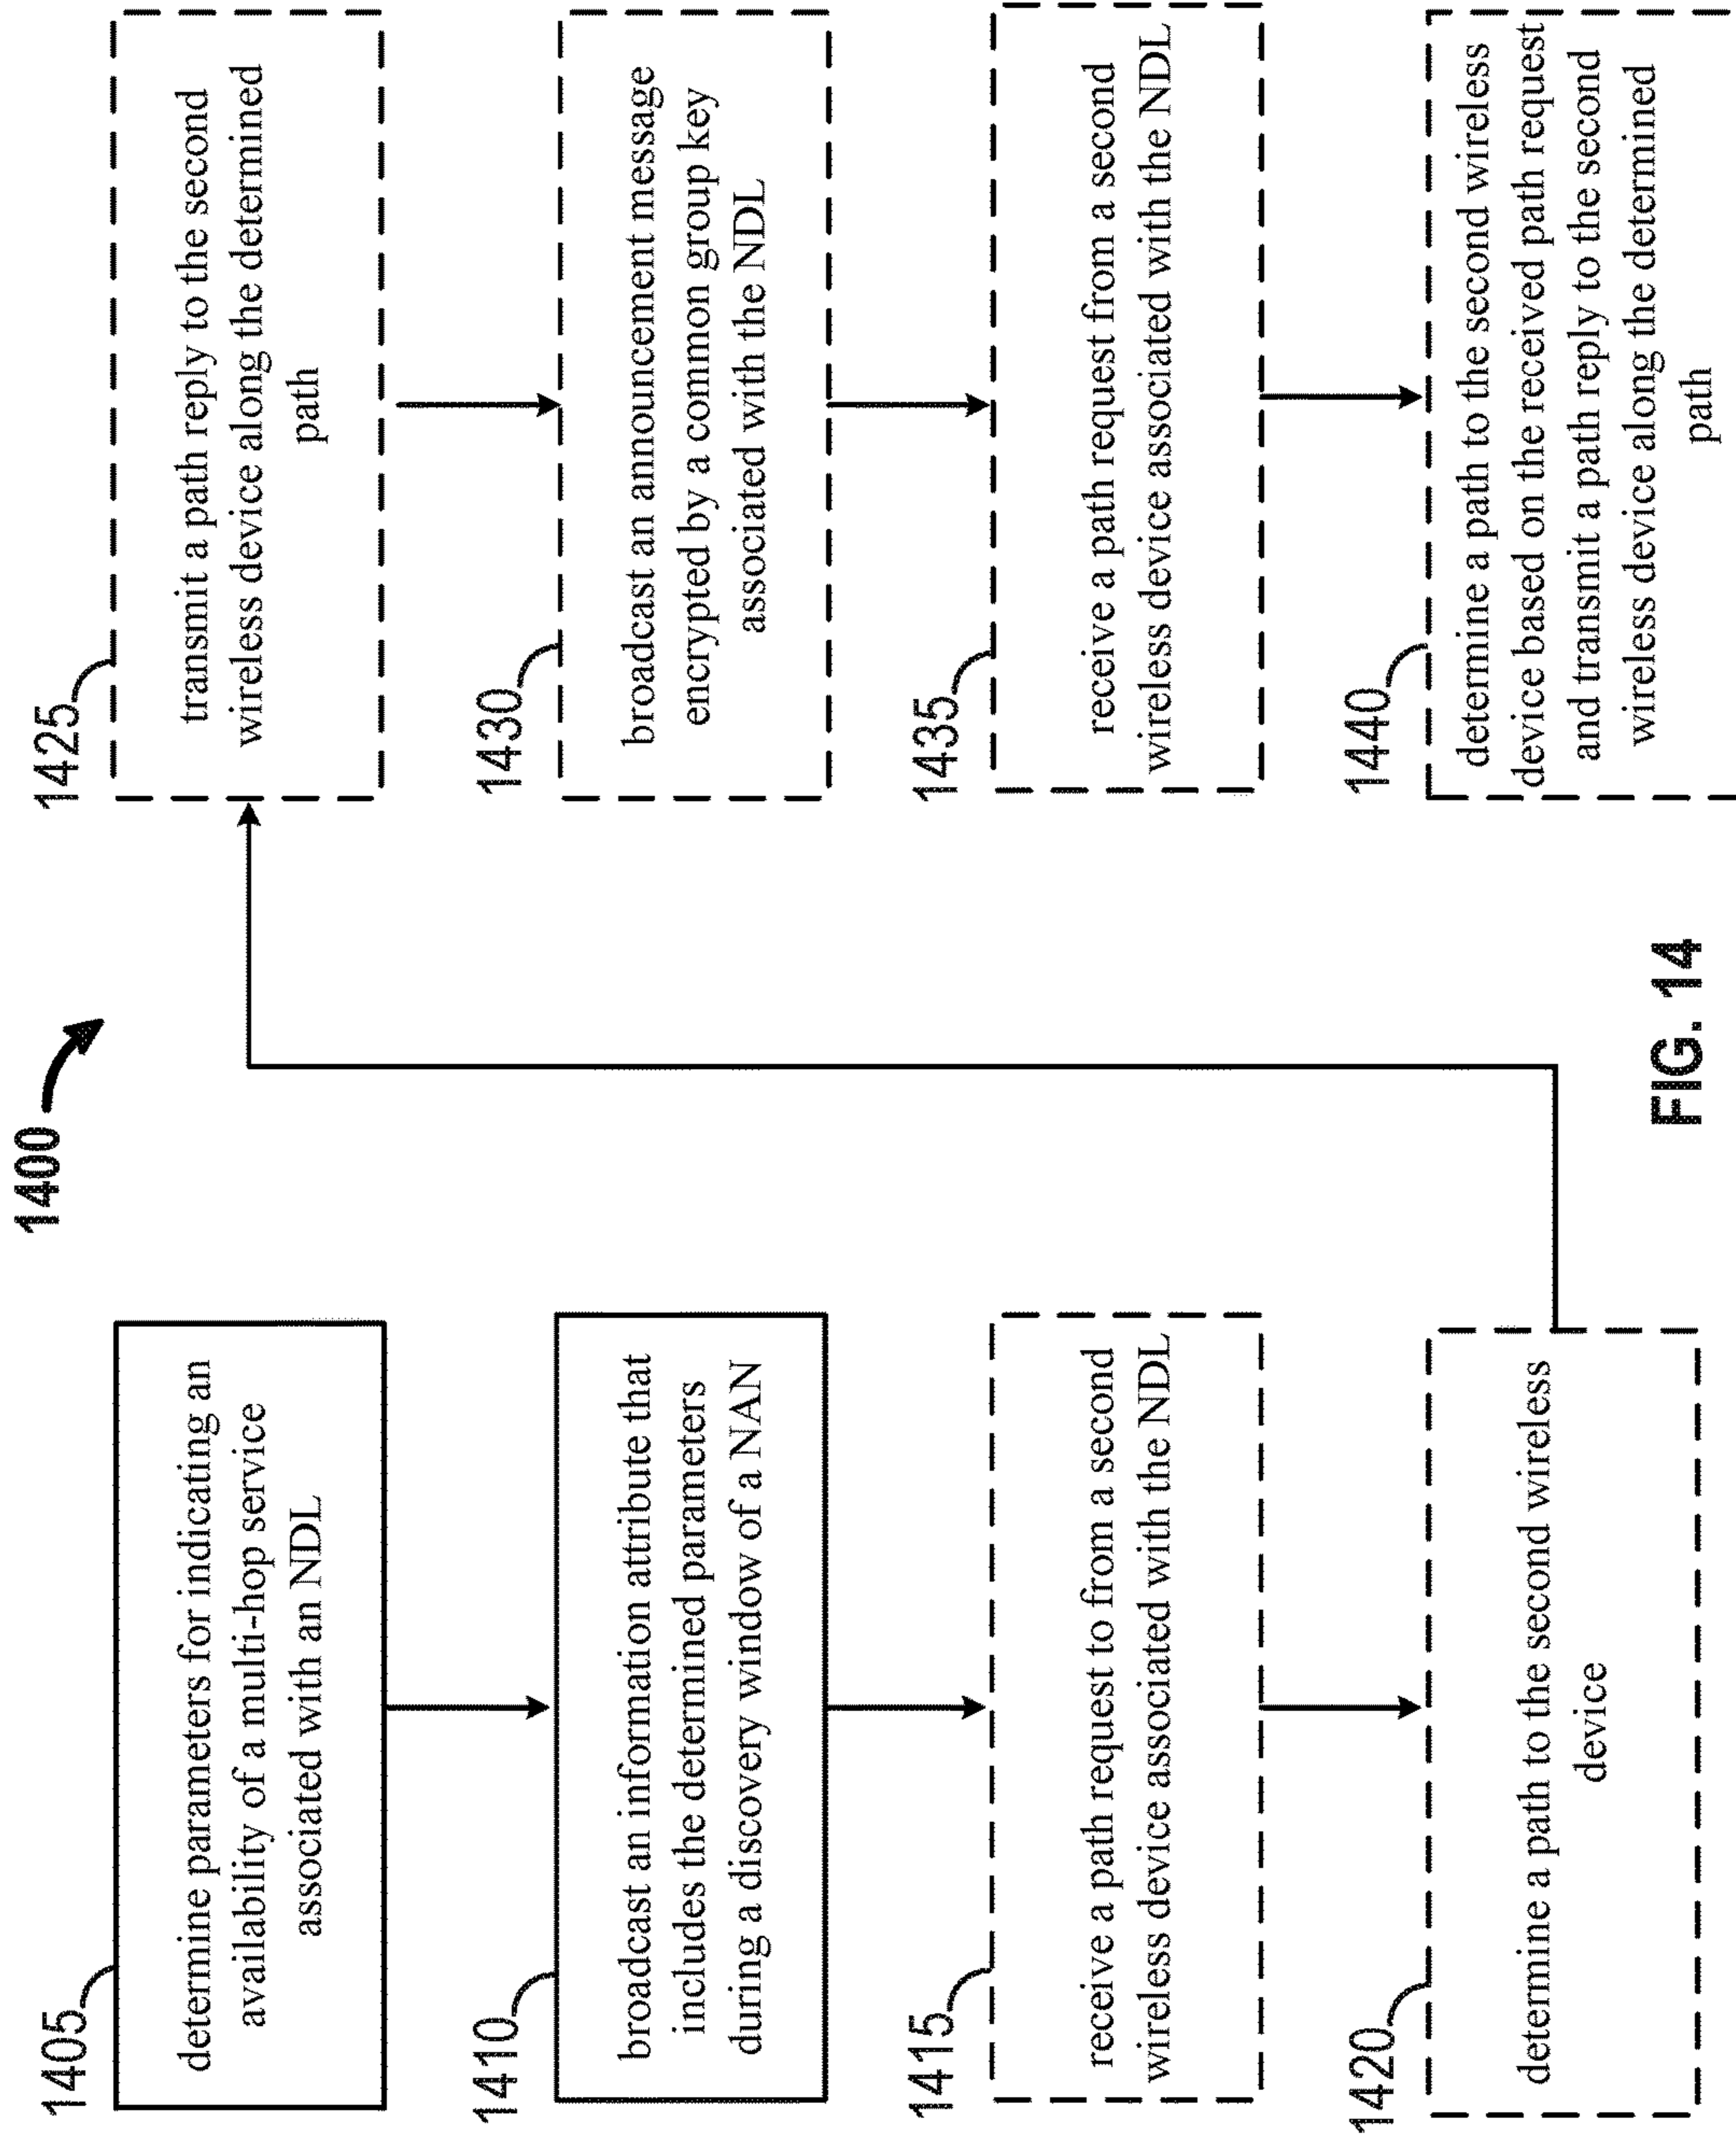 1400
1405
determine parameters for indicating an
availability of a multi-hop service
associated with an NDL
1410
broadcast an information attribute that
includes the determined parameters
during a discovery window of a NAN
1415
receive a path request to from a second
wireless device associated with the NDL
1420
determine a path to the second wireless
device
1425
transmit a path reply to the second
wireless device along the determined
path
1430
broadcast an announcement message
encrypted by a common group key
associated with the NDL
1435
receive a path request from a second
wireless device associated with the NDL
1440
determine a path to the second wireless
device based on the received path request
and transmit a path reply to the second
wireless device along the determined
path
FIG. 14